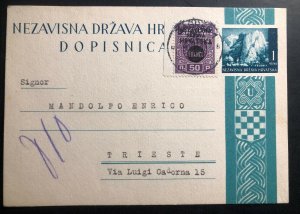 NEZAVISNA DRŽAVA HR
DOPISNICA
1
NEZAVISNA DRŽAVA HRVATSKA
50
Signor
MANDOLFO ENRICO
TRIESTE
Via Luigi Cadorna 15
U